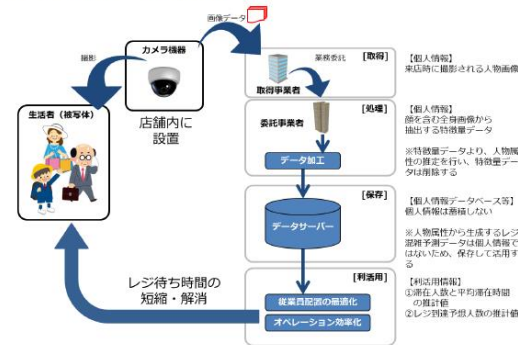 画像データ
カメラ機器
撮影
店舗内に
設置
生活者（被写体）
業務委託
[取得]
取得事業者
【個人情報】
来店時に撮影される人物画像
[処理]
委託事業者
データ加工
【個人情報】
顔を含む全身画像から
抽出する特徴量データ
※特徴量データより、人物属
性の推定を行い、特徴量デー
タは削除する
[保存]
データサーバー
【個人情報データベース等】
個人情報は蓄積しない
※人物属性から生成するレジ
混雑予測データは個人情報で
はないため、保存して活用す
る
[利活用]
従業員配置の最適化
オペレーション効率化
【利活用情報】
①滞在人数と平均滞在時間
の推計値
②レジ到達予想人数の推計値
レジ待ち時間の
短縮・解消